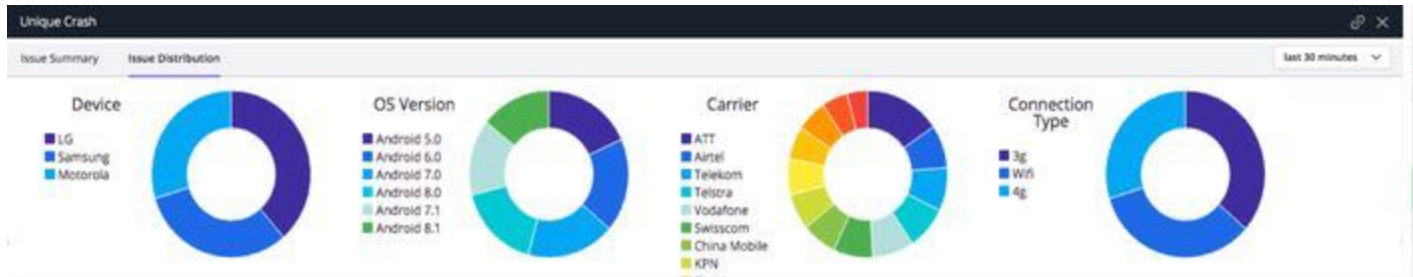 Unique Crash
Issue Summary
Issue Distribution
last 30 minutes
Device
LG
Samsung
Motorola
OS Version
Android 5.0
Android 6.0
Android 7.0
Android 8.0
Android 7.1
Android 8.1
Carrier
ATT
Airtel
Telekom
Telstra
Vodafone
Swisscom
China Mobile
KPN
Connection
Type
3g
Wifi
4g